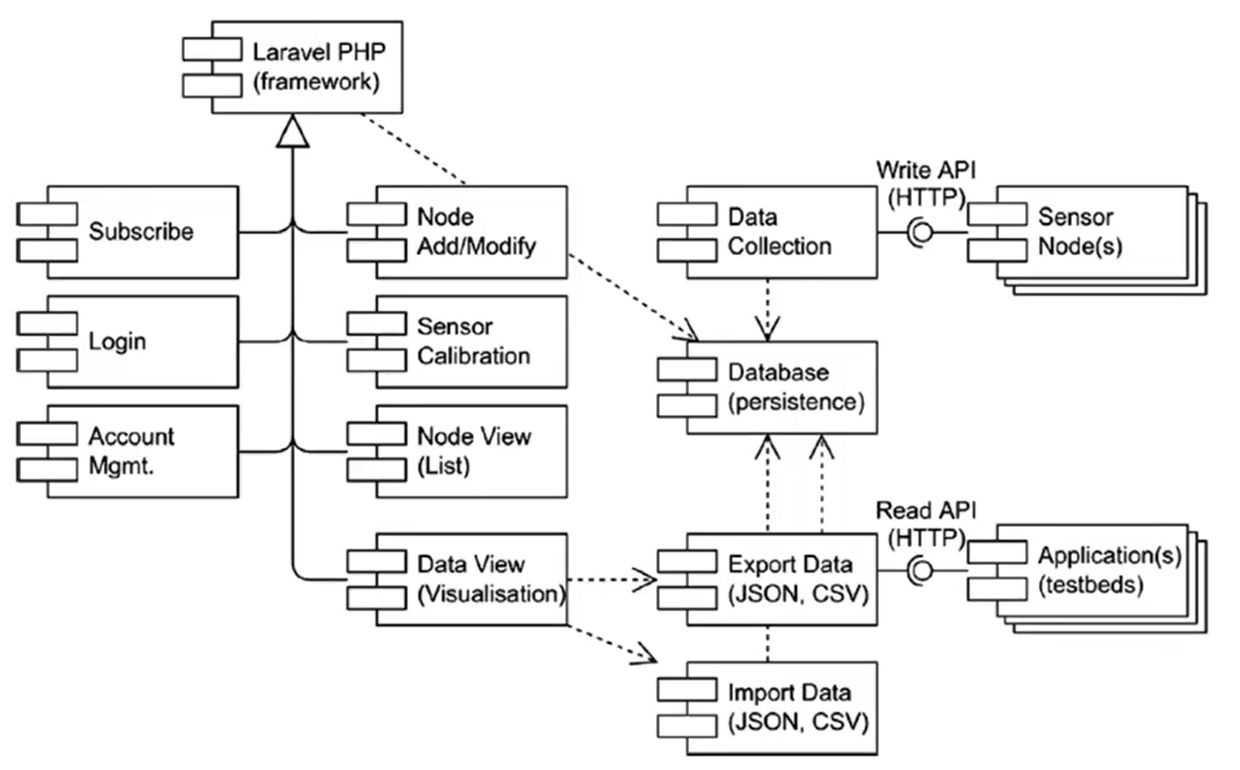 Laravel PHP
(framework)
Subscribe
Node
Add/Modify
Data
Collection
Write API
(HTTP)
Sensor
Node(s)
Login
Sensor
Calibration
Database
(persistence)
Account
Mgmt.
Node View
(List)
Data View
(Visualisation)
Export Data
(JSON, CSV)
Read API
(HTTP)
Application(s)
(testbeds)
Import Data
(JSON, CSV)